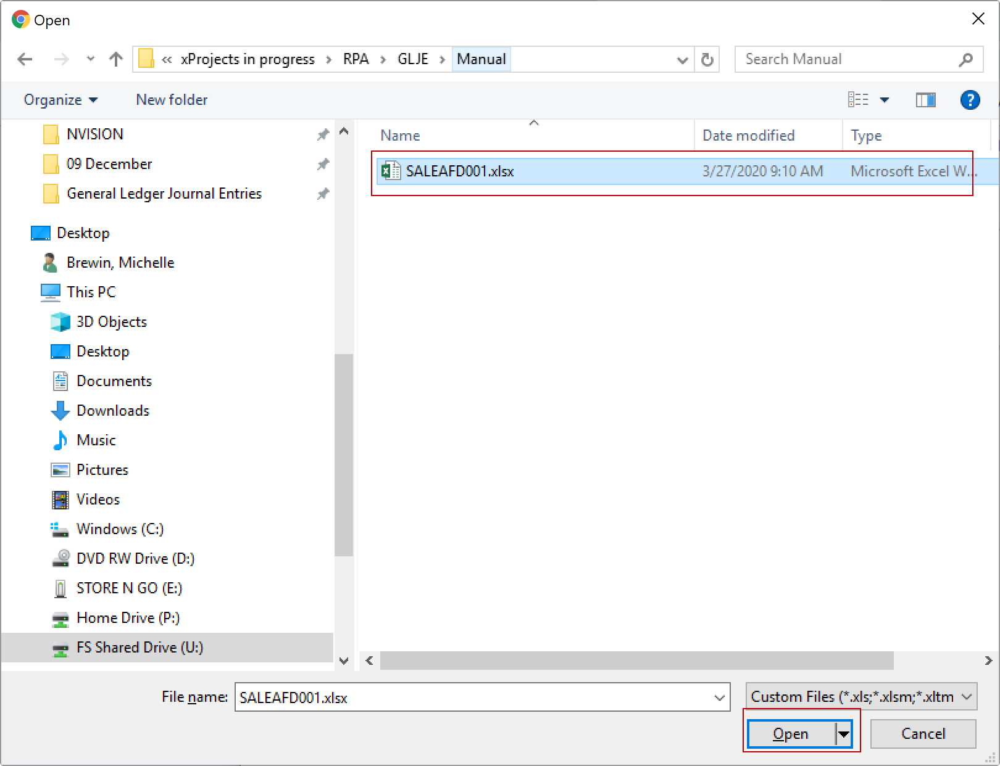 Open
« xProjects in progress › RPA › GLJE › Manual
Search Manual
Organize
New folder
?
Name
Date modified
Type
SALEAFD001.xlsx
3/27/2020 9:10 AM
Microsoft Excel W...
NVISION
09 December
General Ledger Journal Entries
Desktop
Brewin, Michelle
This PC
3D Objects
Desktop
Documents
Downloads
Music
Pictures
Videos
Windows (C:)
DVD RW Drive (D:)
STORE N GO (E:)
Home Drive (P:)
FS Shared Drive (U:)
File name:
SALEAFD001.xlsx
Custom Files (*.xls;*.xlsm;*.xltm
Open
Cancel